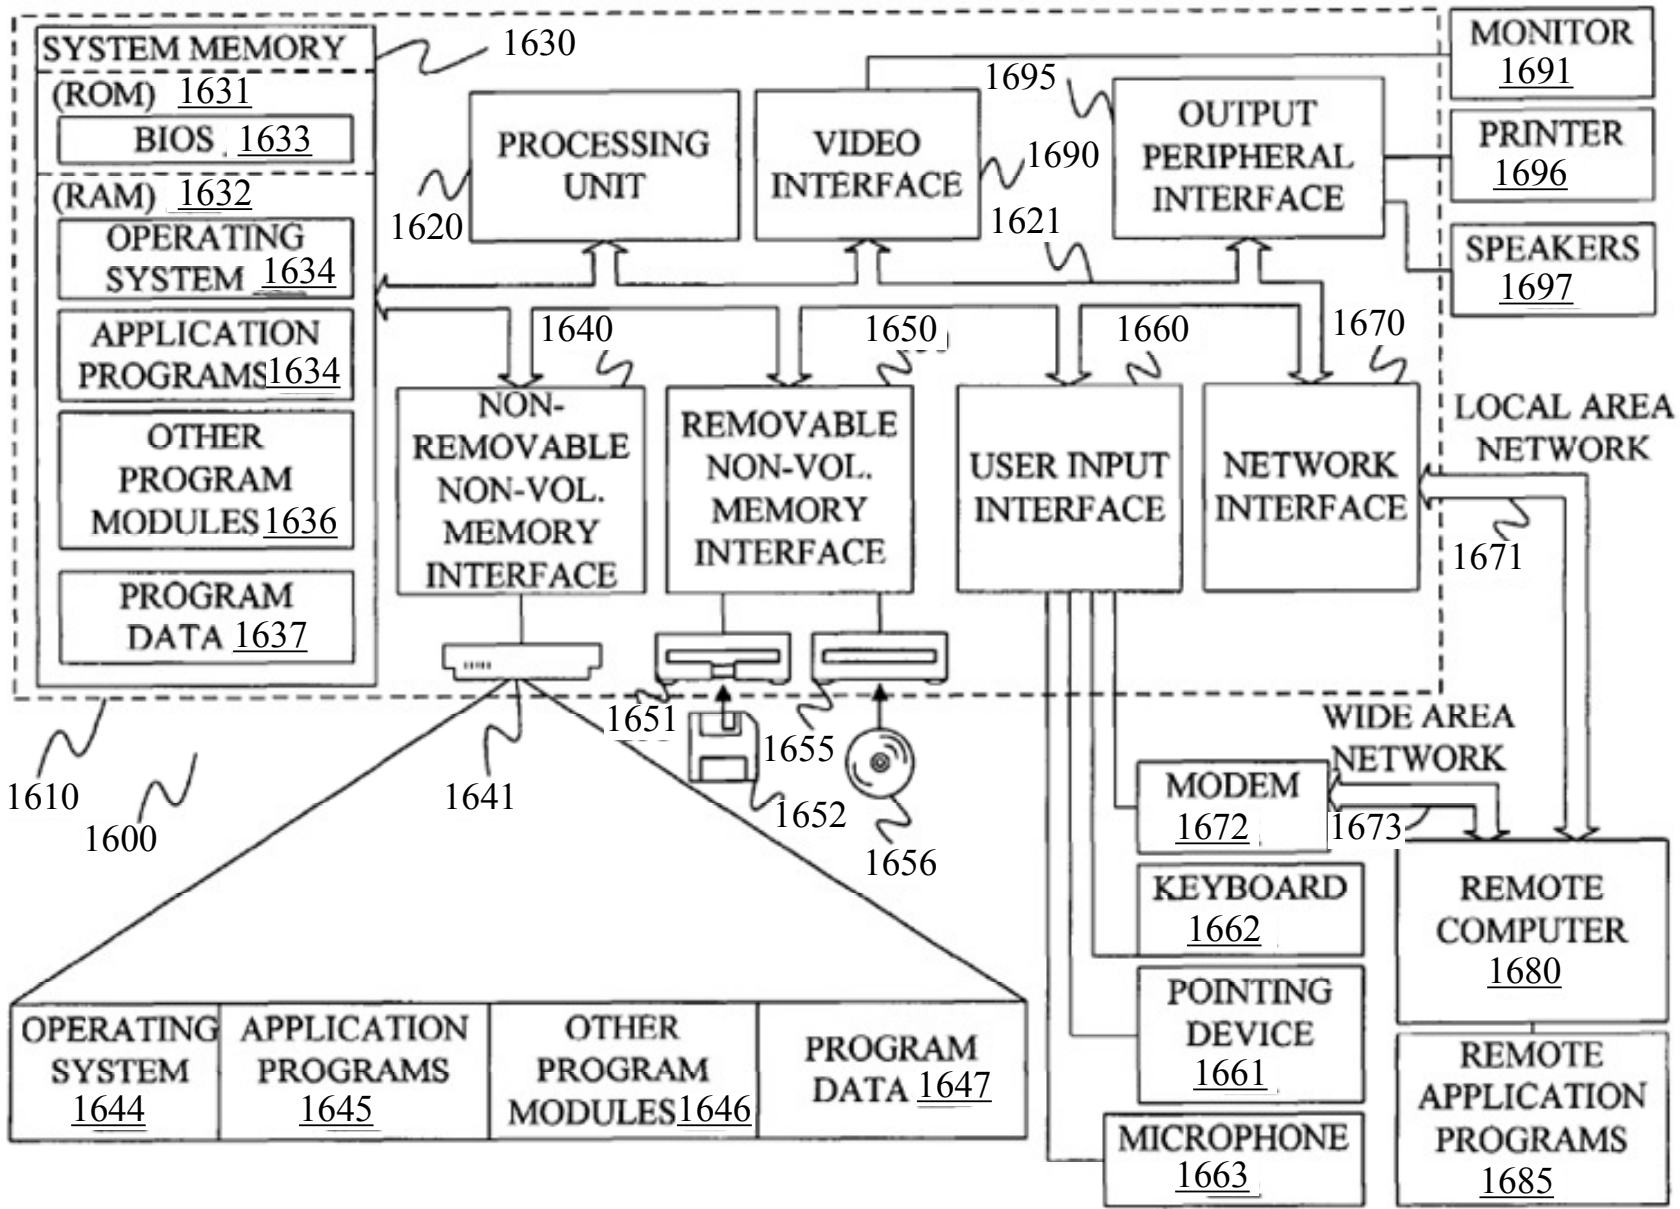 SYSTEM MEMORY
1630
(ROM) 1631
BIOS 1633
(RAM) 1632
OPERATING
SYSTEM 1634
APPLICATION
PROGRAMS 1634
OTHER
PROGRAM
MODULES 1636
PROGRAM
DATA 1637
PROCESSING
UNIT
1620
VIDEO
INTERFACE
1690
1695
OUTPUT
PERIPHERAL
INTERFACE
1621
MONITOR
1691
PRINTER
1696
SPEAKERS
1697
1640
NON-
REMOVABLE
NON-VOL.
MEMORY
INTERFACE
1650
REMOVABLE
NON-VOL.
MEMORY
INTERFACE
1660
USER INPUT
INTERFACE
1670
NETWORK
INTERFACE
LOCAL AREA
NETWORK
1671
1610
1600
1641
1651
1652
1655
1656
WIDE AREA
NETWORK
MODEM
1672
1673
KEYBOARD
1662
POINTING
DEVICE
1661
MICROPHONE
1663
REMOTE
COMPUTER
1680
REMOTE
APPLICATION
PROGRAMS
1685
OPERATING
SYSTEM
1644
APPLICATION
PROGRAMS
1645
OTHER
PROGRAM
MODULES 1646
PROGRAM
DATA 1647